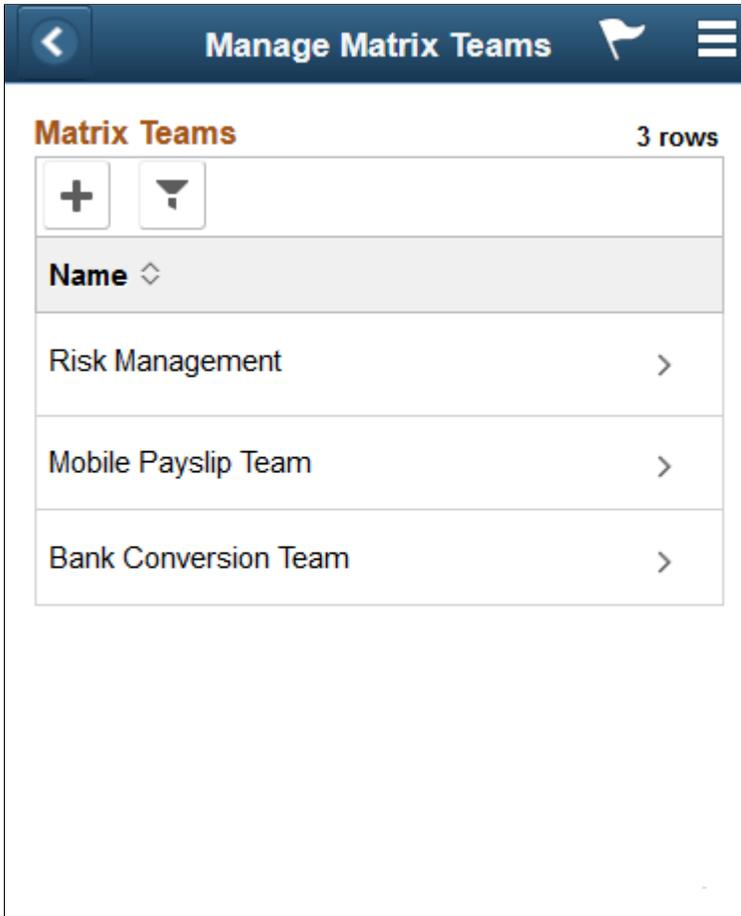 Manage Matrix Teams
Matrix Teams
3 rows
Name
Risk Management
Mobile Payslip Team
Bank Conversion Team